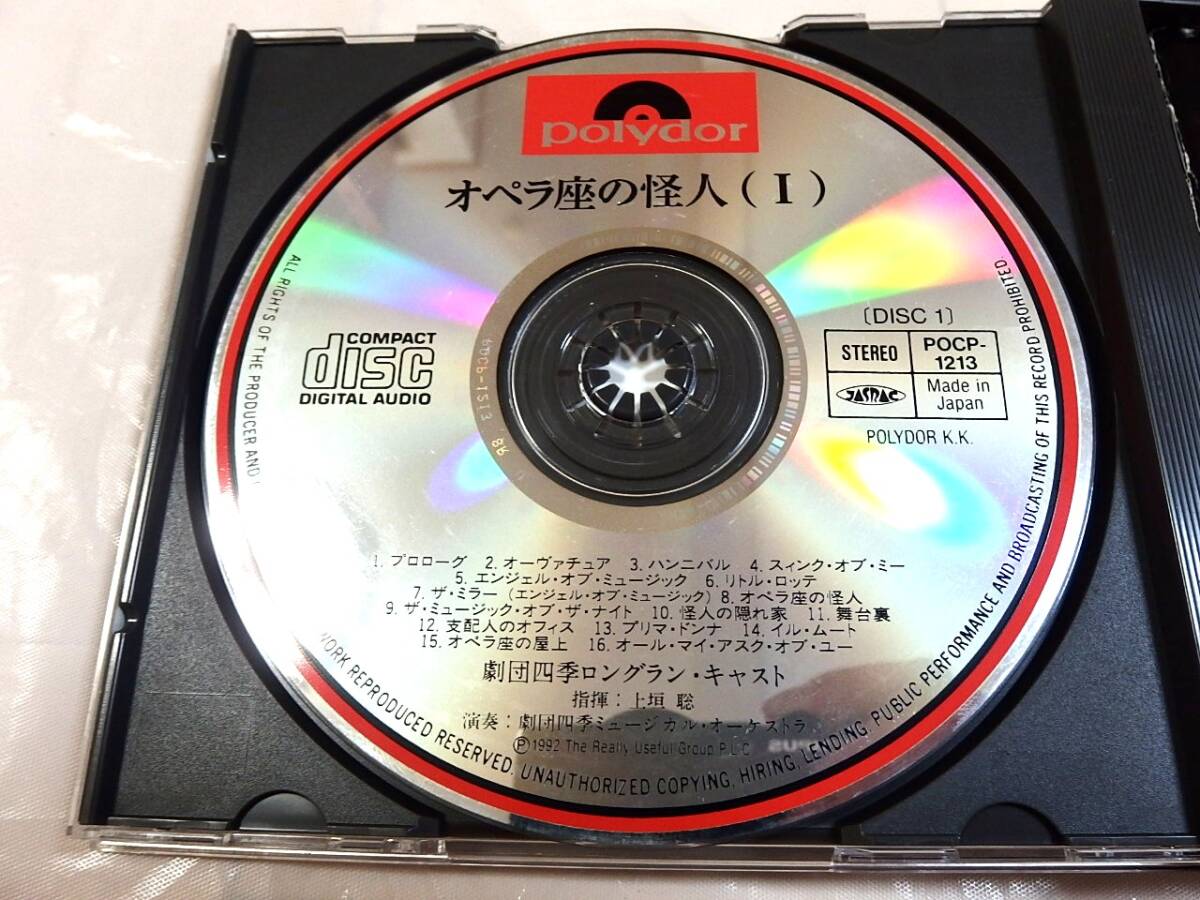 polydor
オペラ座の怪人(I)
COMPACT
disc
DIGITAL AUDIO
[DISC 1]
STEREO
POCP-
1213
JASRAC
Made in
Japan
POLYDOR K.K.
1. プロローグ 2. オーヴァチュア 3. ハンニバル 4. スィンク・オブ・ミー
5. エンジェル・オブ・ミュージック 6. リトル・ロッテ
7. ザ・ミラー (エンジェル・オブ・ミュージック) 8. オペラ座の怪人
9. ザ・ミュージック・オブ・ザ・ナイト 10. 怪人の隠れ家 11. 舞台裏
12. 支配人のオフィス 13. プリマ・ドンナ 14. イル・ムート
15. オペラ座の屋上 16. オール・マイ・アスク・オブ・ユー
劇団四季ロングラン・キャスト
指揮:上垣 聡
演奏:劇団四季ミュージカル・オーケストラ
Ⓟ1992 The Really Useful Group P.L.C.
ALL RIGHTS OF THE PRODUCER AND
WORK REPRODUCED RESERVED. UNAUTHORIZED COPYING, HIRING, LENDING, PUBLIC PERFORMANCE AND BROADCASTING OF THIS RECORD PROHIBITED.